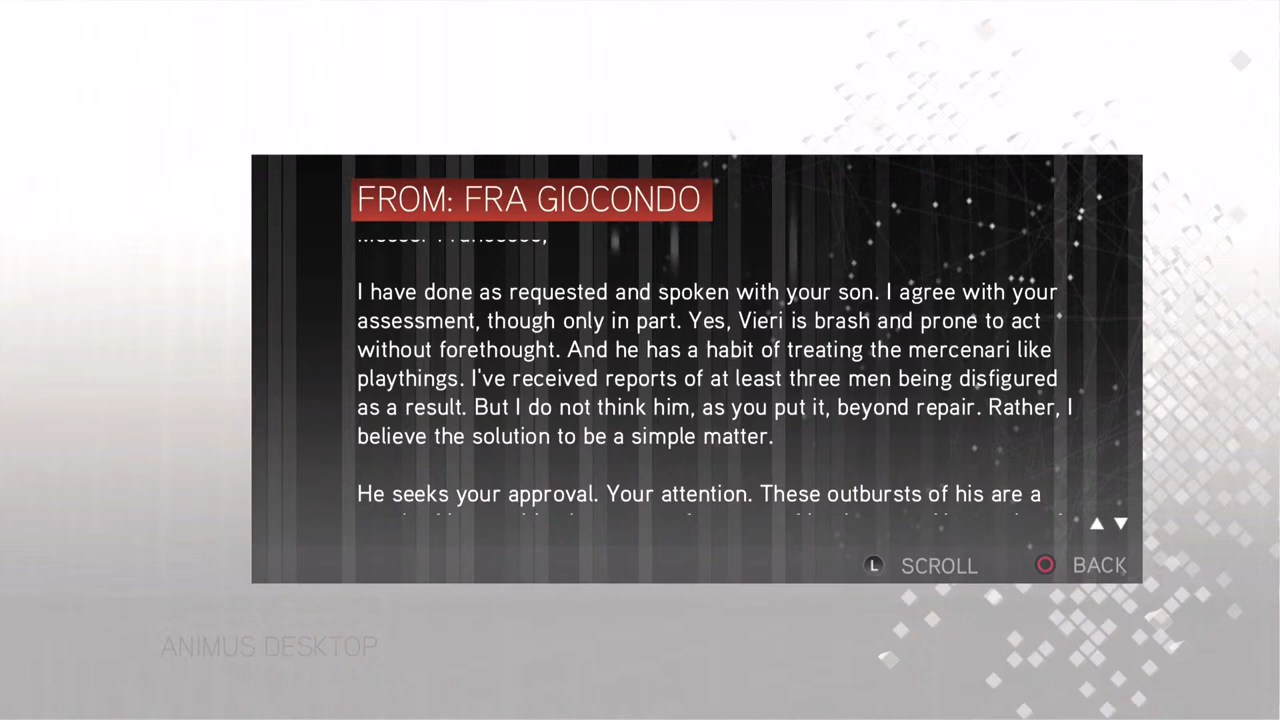 FROM: FRA GIOCONDO
I have done as requested and spoken with your son. I agree with your
assessment, though only in part. Yes, Vieri is brash and prone to act
without forethought. And he has a habit of treating the mercenari like
playthings. I've received reports of at least three men being disfigured
as a result. But I do not think him, as you put it, beyond repair. Rather, I
believe the solution to be a simple matter.
He seeks your approval. Your attention. These outbursts of his are a
L SCROLL BACK
ANIMUS DESKTOP